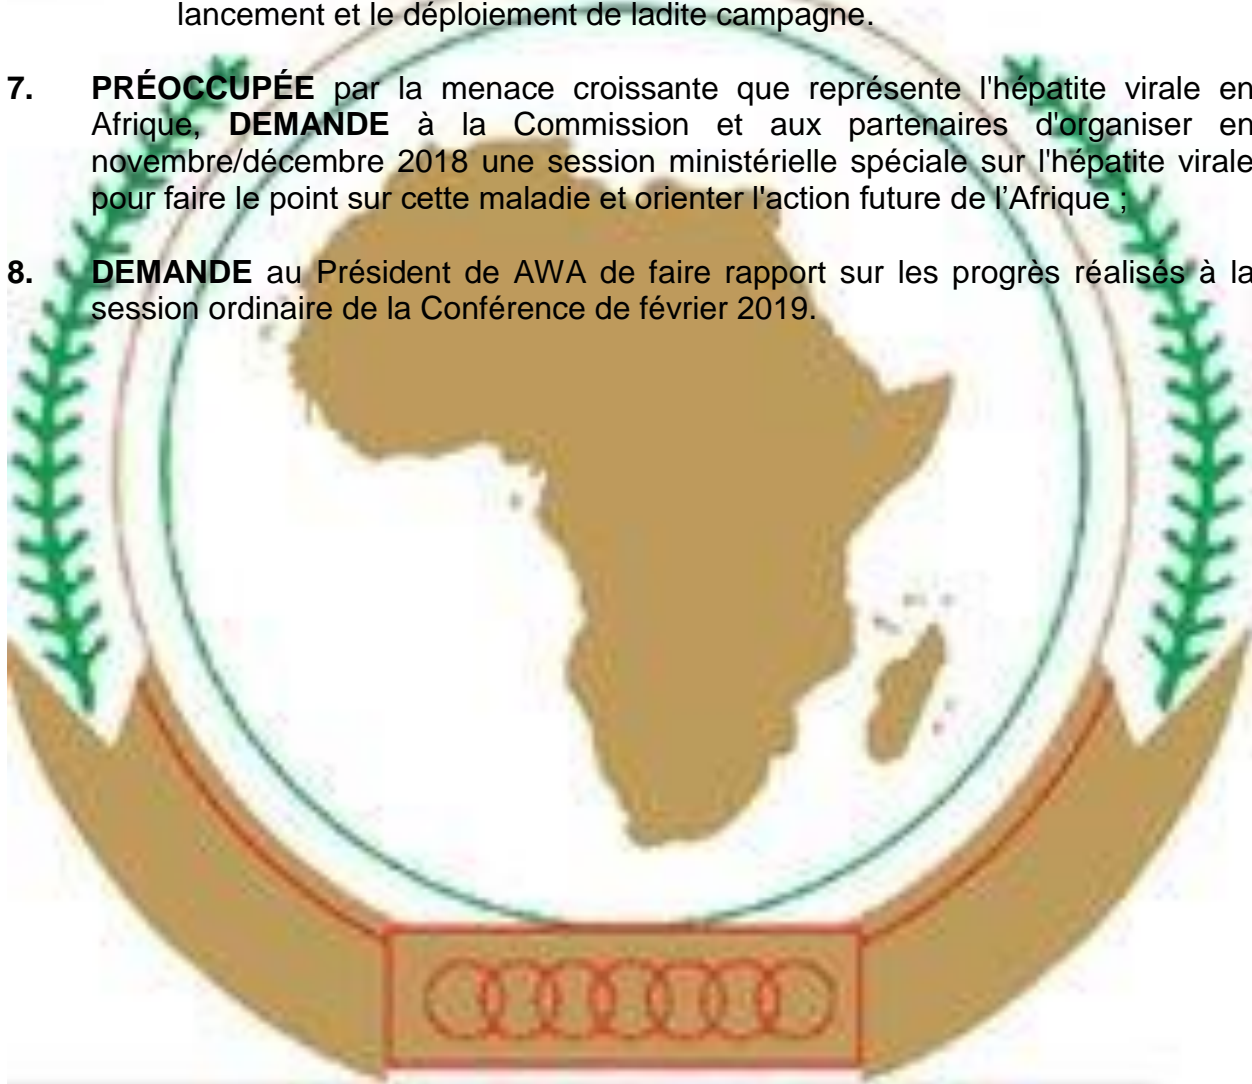 lancement et le déploiement de ladite campagne.
7. PRÉOCCUPÉE par la menace croissante que représente l'hépatite virale en
Afrique, DEMANDE à la Commission et aux partenaires d'organiser en
novembre/décembre 2018 une session ministérielle spéciale sur l'hépatite virale
pour faire le point sur cette maladie et orienter l'action future de l’Afrique ;
8. DEMANDE au Président de AWA de faire rapport sur les progrès réalisés à la
session ordinaire de la Conférence de février 2019.